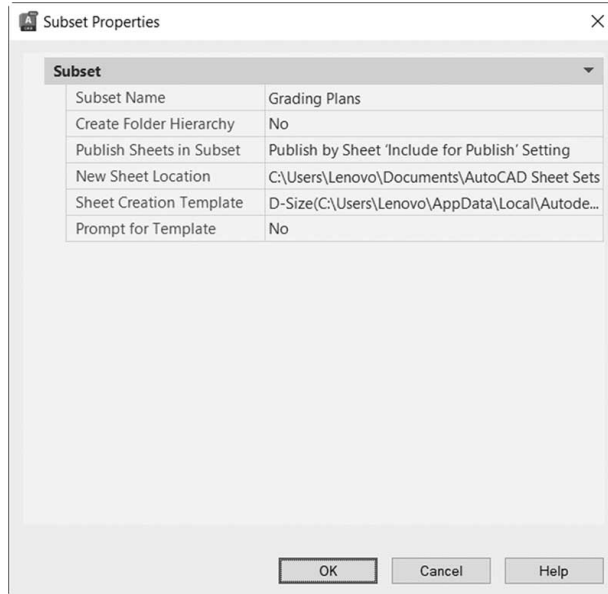 Subset Properties
Subset
Subset Name Grading Plans
Create Folder Hierarchy No
Publish Sheets in Subset Publish by Sheet ‘Include for Publish’ Setting
New Sheet Location C:\Users\Lenovo\Documents\AutoCAD Sheet Sets
Sheet Creation Template D-Size(C:\Users\Lenovo\AppData\Local\Autode...
Prompt for Template No
OK Cancel Help